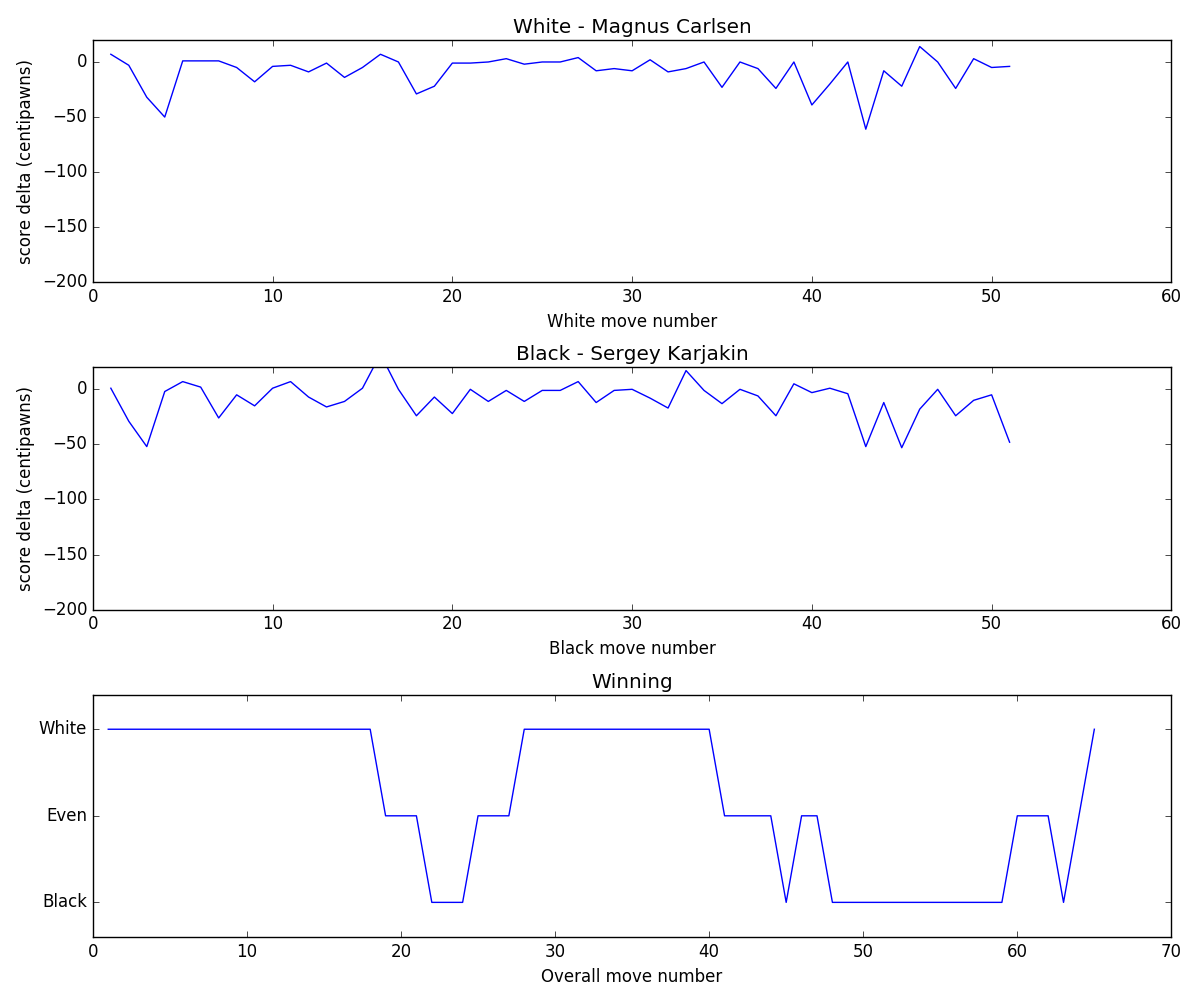 White - Magnus Carlsen
score delta (centipawns)
0
−50
−100
−150
−200
0 10 20 30 40 50 60
White move number
Black - Sergey Karjakin
score delta (centipawns)
0
−50
−100
−150
−200
0 10 20 30 40 50 60
Black move number
Winning
White
Even
Black
0 10 20 30 40 50 60 70
Overall move number